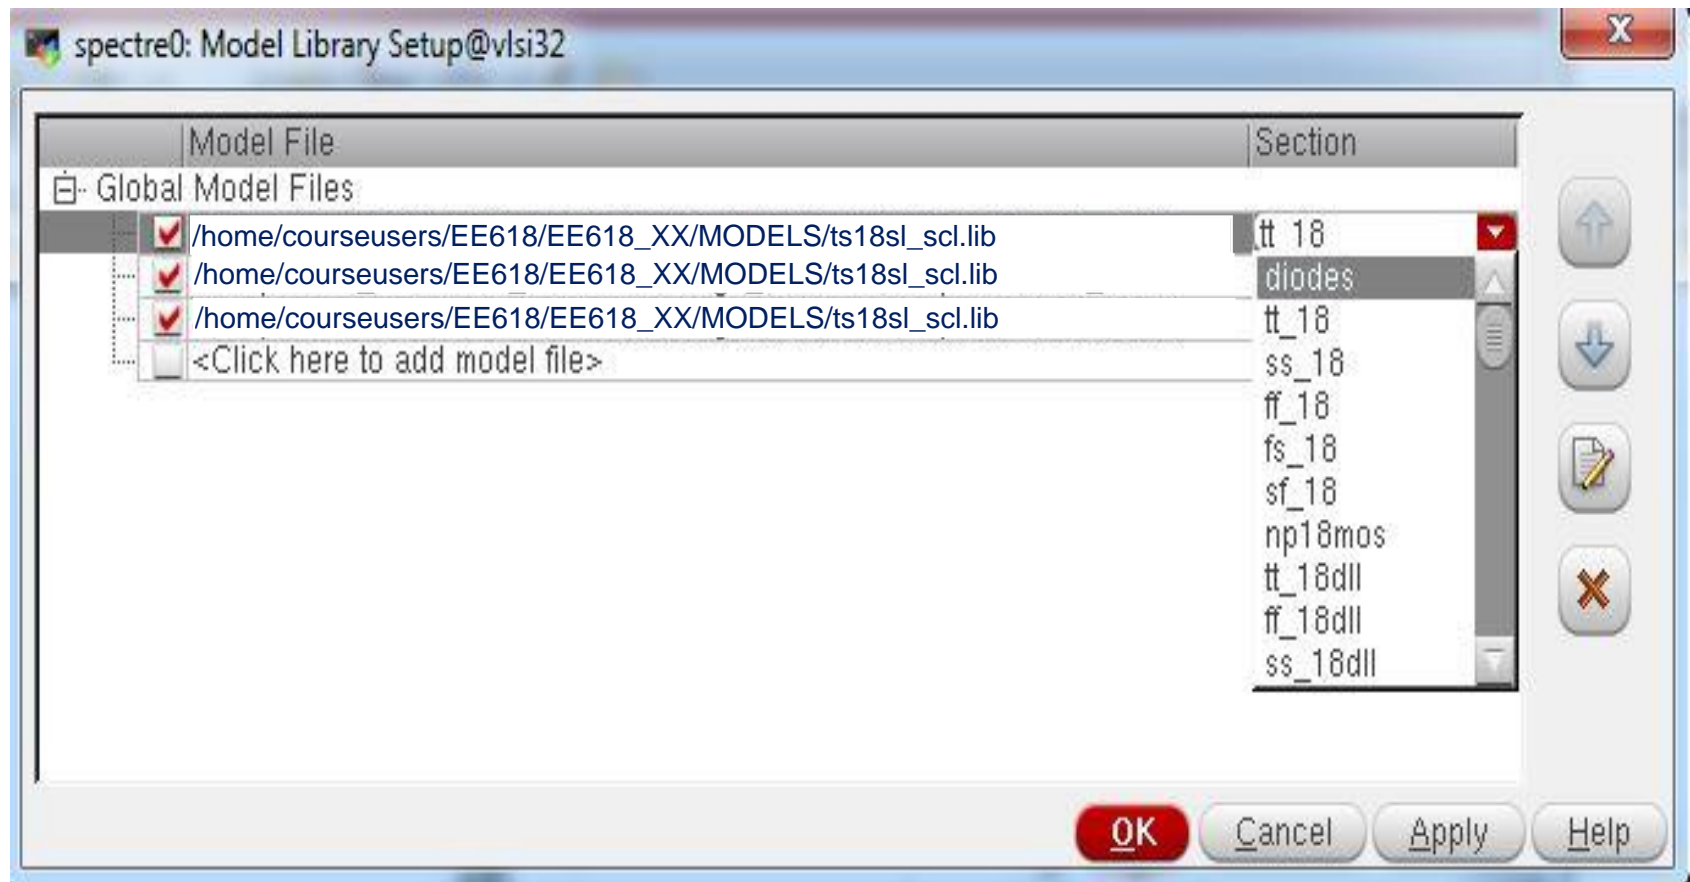 spectre0: Model Library Setup@vlsi32
X
Model File Section
Global Model Files
/home/courseusers/EE618/EE618_XX/MODELS/ts18sl_scl.lib tt_18
/home/courseusers/EE618/EE618_XX/MODELS/ts18sl_scl.lib diodes
/home/courseusers/EE618/EE618_XX/MODELS/ts18sl_scl.lib tt_18
<Click here to add model file> ss_18
ff_18
fs_18
sf_18
np18mos
tt_18dll
ff_18dll
ss_18dll
OK Cancel Apply Help